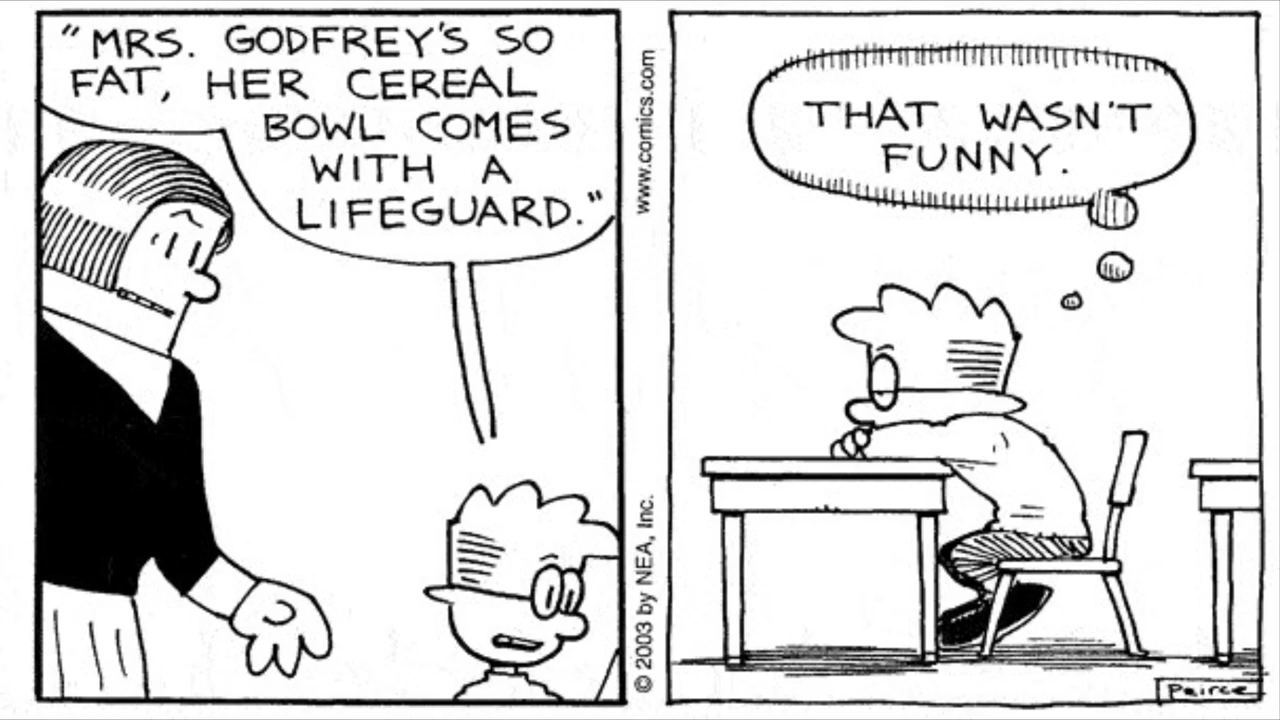 "MRS. GODFREY'S SO
FAT, HER CEREAL
BOWL COMES
WITH A
LIFEGUARD."
© 2003 by NEA, Inc. www.comics.com
THAT WASN'T
FUNNY.
Peirce